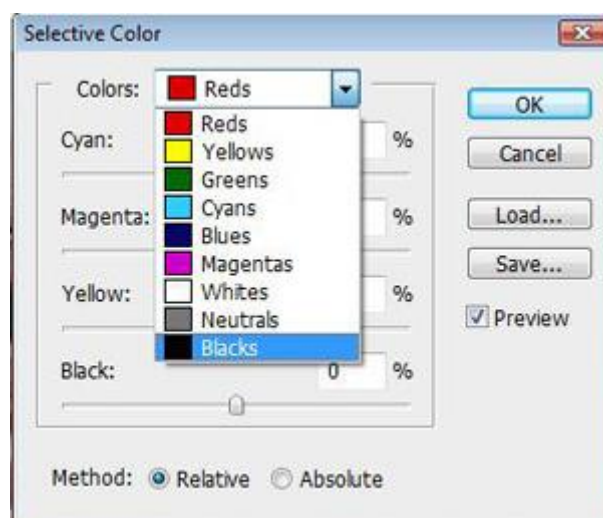 Selective Color
Colors: Reds
OK
Reds
Cyan: %
Yellows
Cancel
Greens
Cyans
Magenta: %
Load...
Blues
Magentas
Save...
Whites
Yellow: %
Neutrals
Preview
Blacks
Black: 0 %
Method: Relative Absolute